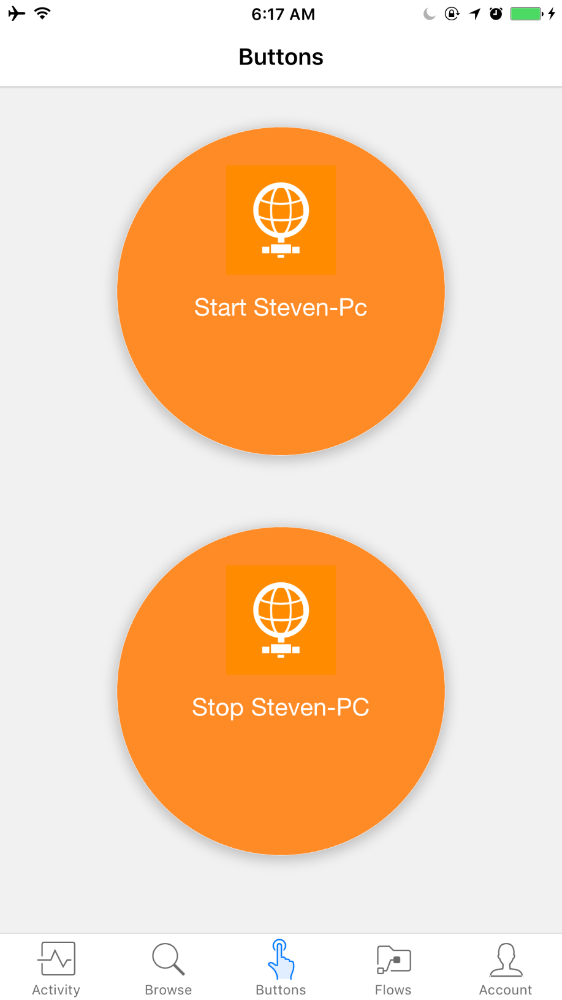 6:17 AM
Buttons
Start Steven-Pc
Stop Steven-PC
Activity
Browse
Buttons
Flows
Account